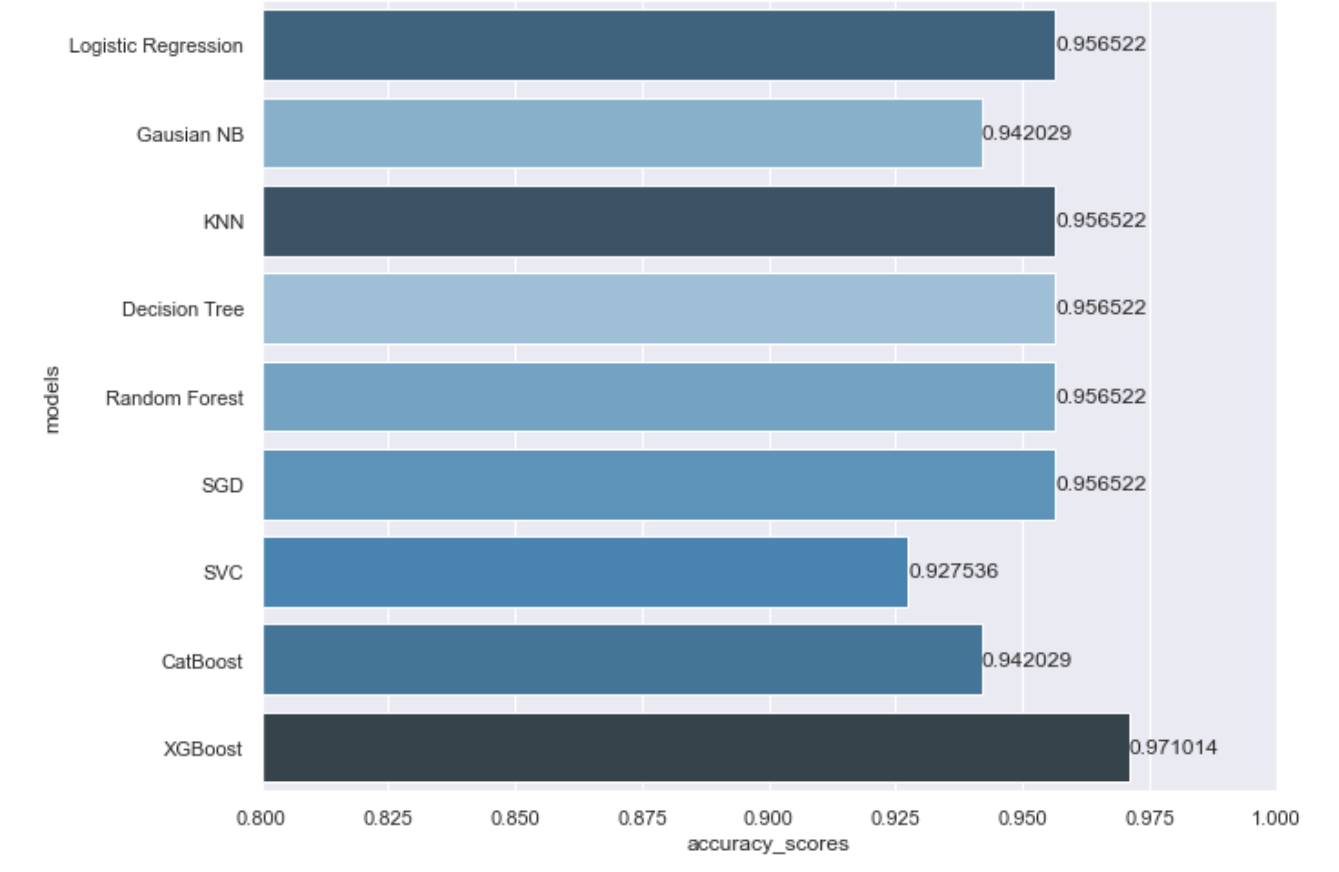 Logistic Regression 0.956522
Gausian NB 0.942029
KNN 0.956522
Decision Tree 0.956522
models
Random Forest 0.956522
SGD 0.956522
SVC 0.927536
CatBoost 0.942029
XGBoost 0.971014
0.800 0.825 0.850 0.875 0.900 0.925 0.950 0.975 1.000
accuracy_scores